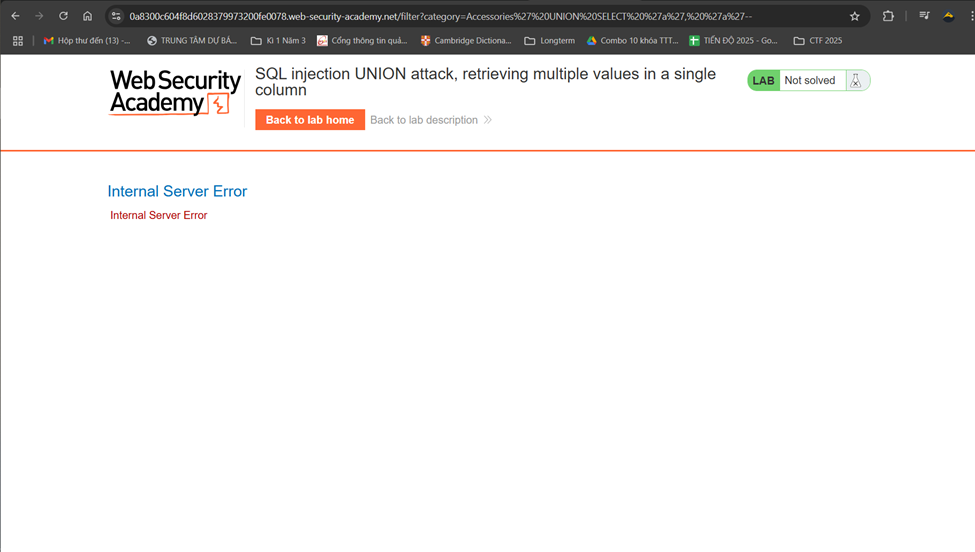 0a8300c604f8d6028379973200fe0078.web-security-academy.net/filter?category=Accessories%27%20UNION%20SELECT%20%27a%27,%20%27a%27--
Hộp thư đến (13) -... TRUNG TÂM DỰ BÁ... Kì 1 Năm 3 Cổng thông tin quả... Cambridge Dictiona... Longterm Combo 10 khóa TTT... TIẾN ĐỘ 2025 - Go... CTF 2025
WebSecurity
Academy
SQL injection UNION attack, retrieving multiple values in a single
column
Back to lab home Back to lab description
LAB Not solved
Internal Server Error
Internal Server Error